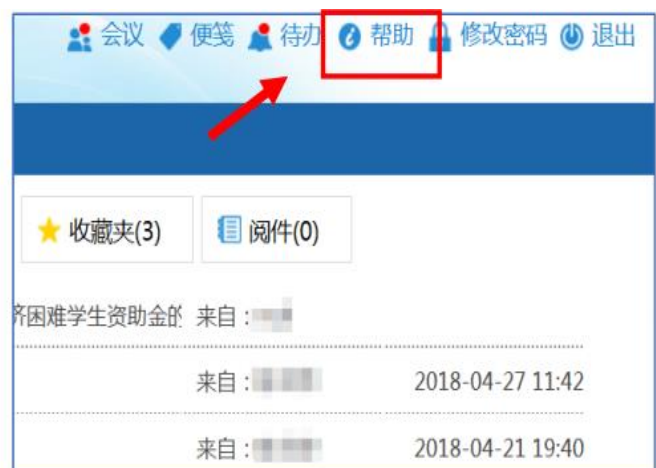 会议 便笺 待办 帮助 修改密码 退出
收藏夹(3) 阅件(0)
济困难学生资助金的 来自：
来自： 2018-04-27 11:42
来自： 2018-04-21 19:40